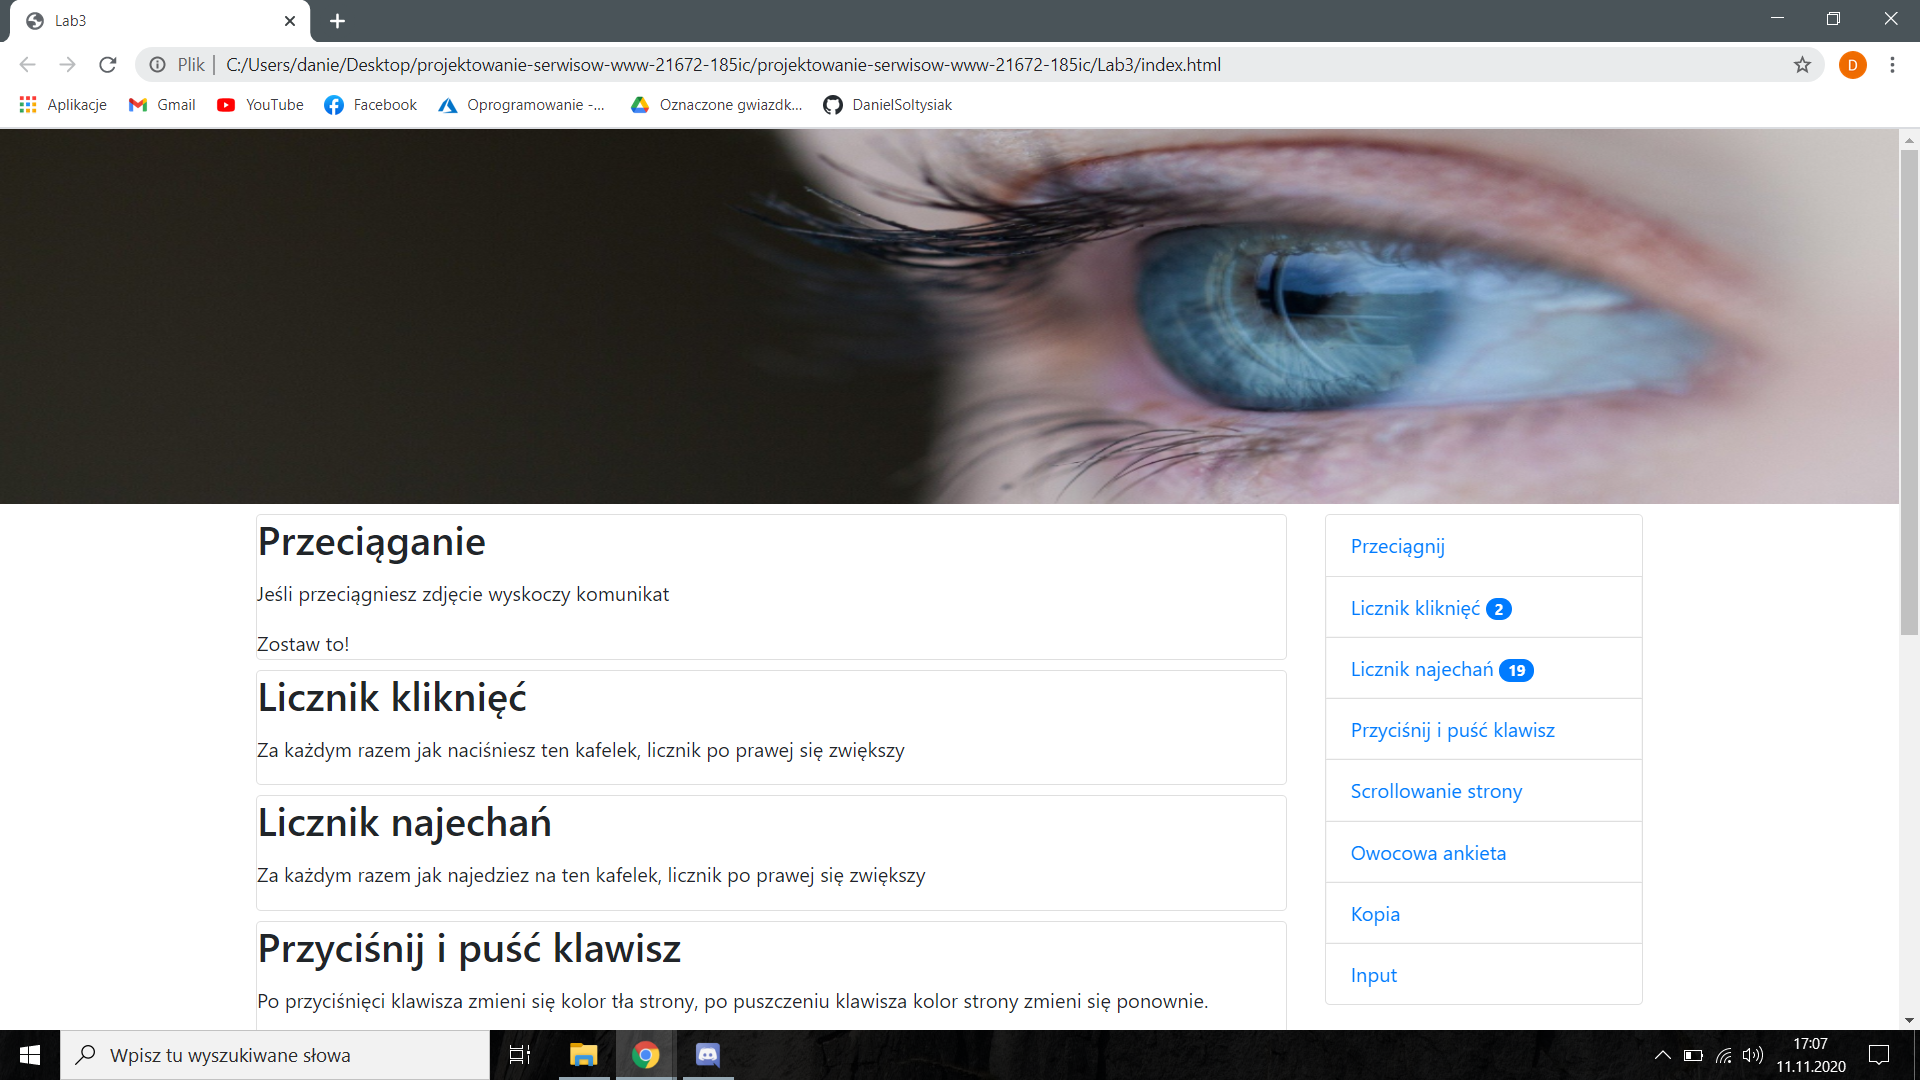 Lab3
Plik | C:/Users/danie/Desktop/projektowanie-serwisow-www-21672-185ic/projektowanie-serwisow-www-21672-185ic/Lab3/index.html
D
Aplikacje Gmail YouTube Facebook Oprogramowanie -... Oznaczone gwiazdk... DanielSoltysiak
Przeciąganie
Jeśli przeciągniesz zdjęcie wyskoczy komunikat
Zostaw to!
Licznik kliknięć
Za każdym razem jak naciśniesz ten kafelek, licznik po prawej się zwiększy
Licznik najechań
Za każdym razem jak najedziez na ten kafelek, licznik po prawej się zwiększy
Przyciśnij i puść klawisz
Po przyciśnięci klawisza zmieni się kolor tła strony, po puszczeniu klawisza kolor strony zmieni się ponownie.
Przeciągnij
Licznik kliknięć 2
Licznik najechań 19
Przyciśnij i puść klawisz
Scrollowanie strony
Owocowa ankieta
Kopia
Input
Wpisz tu wyszukiwane słowa
17:07
11.11.2020